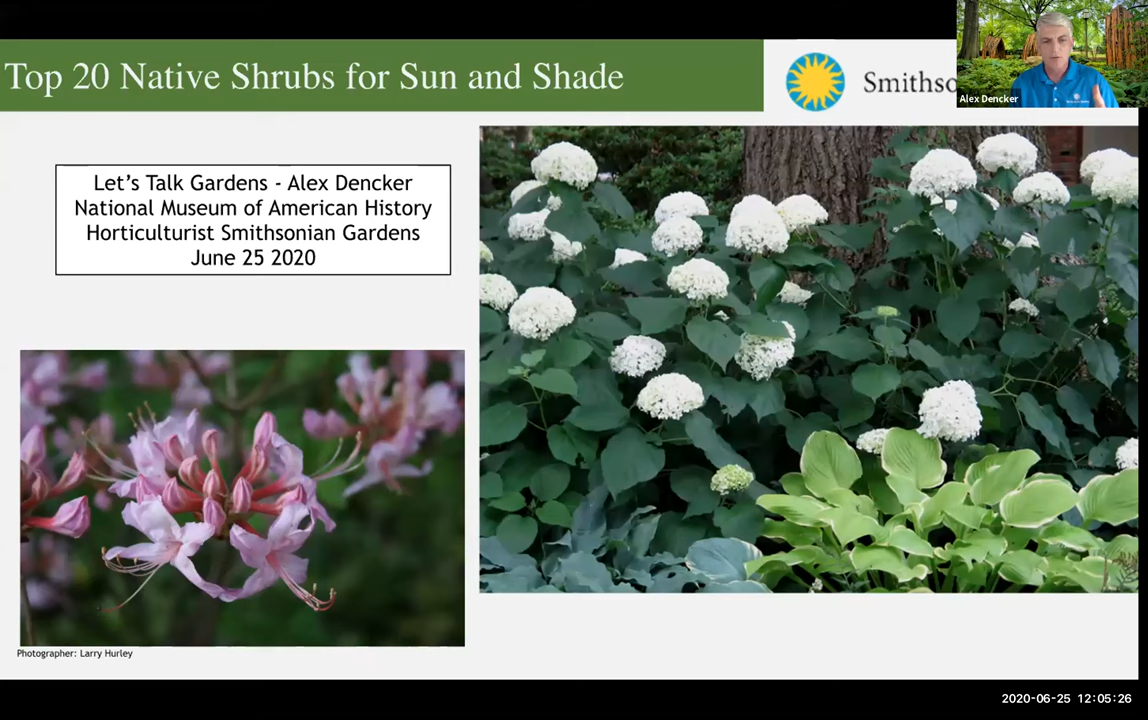 Top 20 Native Shrubs for Sun and Shade
Smithso
Alex Dencker
Let's Talk Gardens - Alex Dencker
National Museum of American History
Horticulturist Smithsonian Gardens
June 25 2020
Photographer: Larry Hurley
2020-06-25 12:05:26